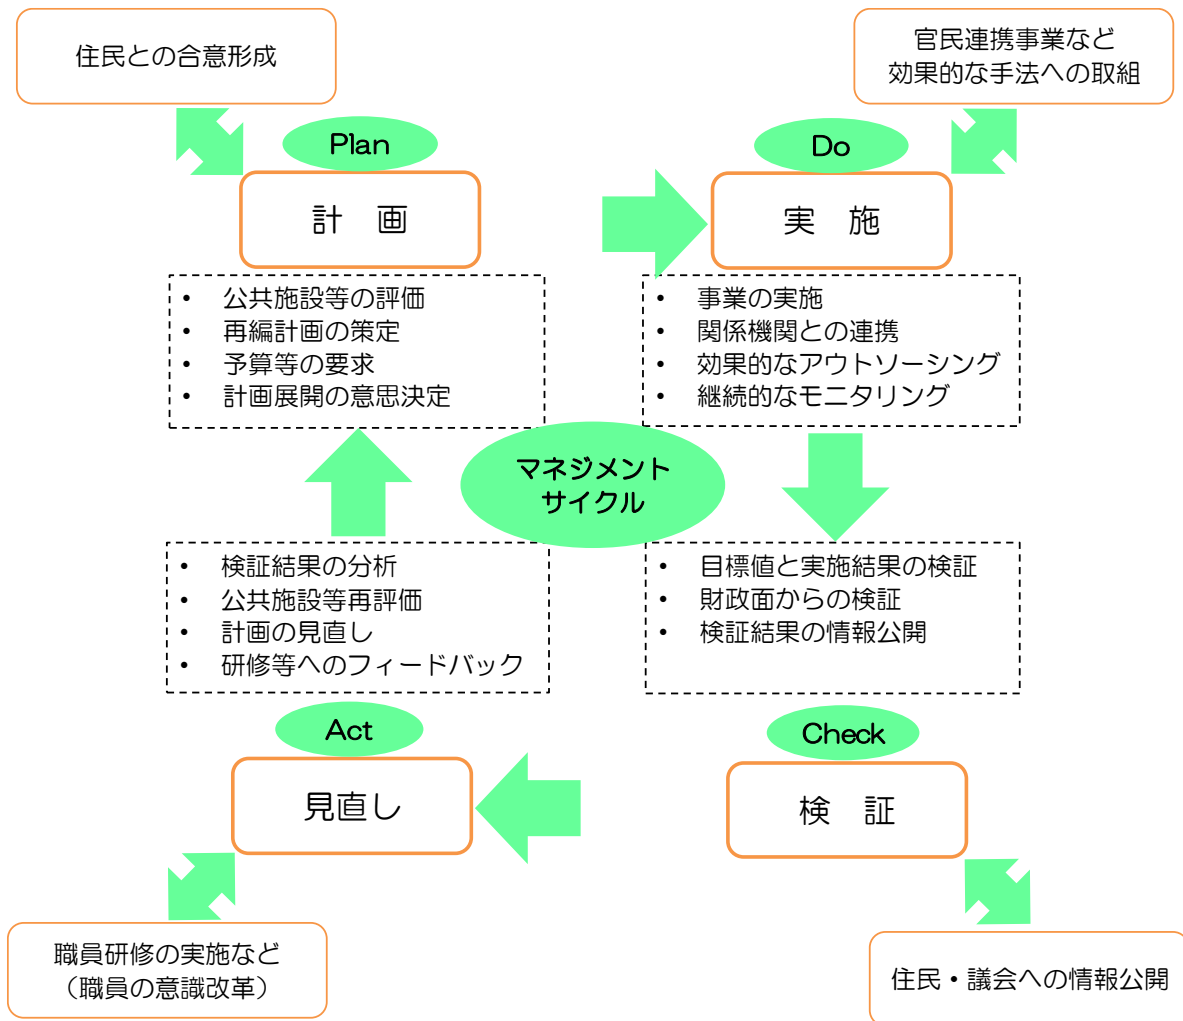 住民との合意形成
官民連携事業など
効果的な手法への取組
Plan
計　画
• 公共施設等の評価
• 再編計画の策定
• 予算等の要求
• 計画展開の意思決定
Do
実　施
• 事業の実施
• 関係機関との連携
• 効果的なアウトソーシング
• 継続的なモニタリング
マネジメント
サイクル
• 検証結果の分析
• 公共施設等再評価
• 計画の見直し
• 研修等へのフィードバック
Act
見直し
• 目標値と実施結果の検証
• 財政面からの検証
• 検証結果の情報公開
Check
検　証
職員研修の実施など
（職員の意識改革）
住民・議会への情報公開